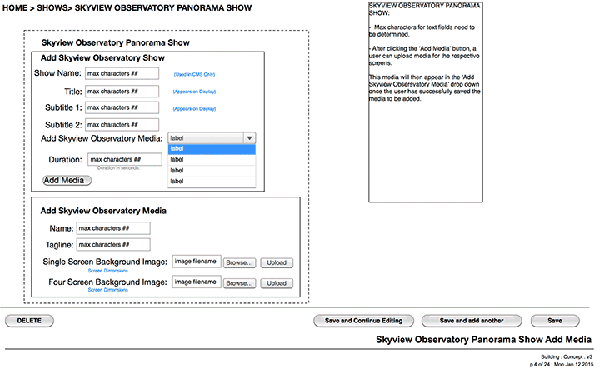 HOME > SHOWS> SKYVIEW OBSERVATORY PANORAMA SHOW
Skyview Observatory Panorama Show
Add Skyview Observatory Show
Show Name: max characters ## (Used in CMS Only)
Title: max characters ## (Appears on Display)
Subtitle 1: max characters ## (Appears on Display)
Subtitle 2: max characters ##
Add Skyview Observatory Media: label
label
label
label
label
Duration: max characters ##
Duration in seconds
Add Media
Add Skyview Observatory Media
Name: max characters ##
Tagline: max characters ##
Single Screen Background Image: image filename Browse... Upload
Screen Dimensions
Four Screen Background Image: image filename Browse... Upload
Screen Dimensions
SKYVIEW OBSERVATORY PANORAMA
SHOW:
- Max characters for text fields need to
be determined.
- After clicking the 'Add Media' button, a
user can upload media for the respective
screens.
This media will then appear in the 'Add
Skyview Observatory Media' drop down
once the user has successfully saved the
media to be added.
DELETE
Save and Continue Editing
Save and add another
Save
Skyview Observatory Panorama Show Add Media
Building : Concept : v3
p 4 of 24 Mon Jan 12 2015